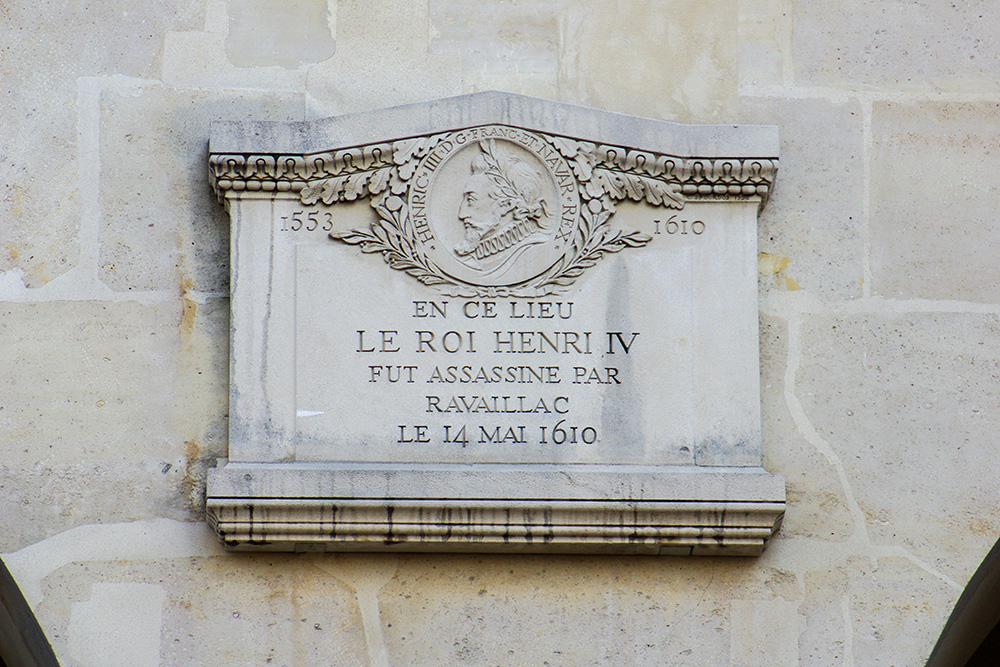 HENRIC·IIII·D·G·FRANC·ET·NAVAR·REX·
1553
1610
EN CE LIEU
LE ROI HENRI IV
FUT ASSASSINE PAR
RAVAILLAC
LE 14 MAI 1610